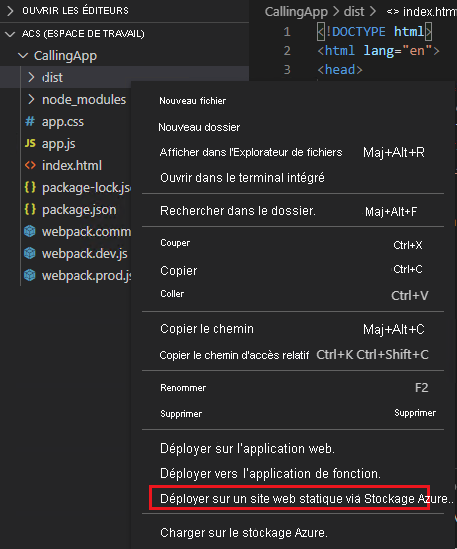 OUVRIR LES ÉDITEURS
ACS (ESPACE DE TRAVAIL)
CallingApp
dist
node_modules
# app.css
JS app.js
<> index.html
{} package-lock.js
{} package.json
webpack.comm
webpack.dev.js
webpack.prod.js
CallingApp > dist > <> index.htm
1 <!DOCTYPE html>
2 <html lang="en">
3 <head>
Nouveau fichier
Nouveau dossier
Afficher dans l'Explorateur de fichiers Maj+Alt+R
Ouvrir dans le terminal intégré
Rechercher dans le dossier. Maj+Alt+F
Couper Ctrl+X
Copier Ctrl+C
Coller Ctrl+V
Copier le chemin Maj+Alt+C
Copier le chemin d'accès relatif Ctrl+K Ctrl+Shift+C
Renommer F2
Supprimer Supprimer
Déployer sur l'application web.
Déployer vers l'application de fonction.
Déployer sur un site web statique via Stockage Azure..
Charger sur le stockage Azure.